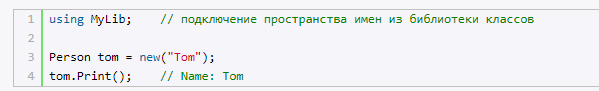 1 using MyLib;    // подключение пространства имен из библиотеки классов
2
3 Person tom = new("Tom");
4 tom.Print();    // Name: Tom